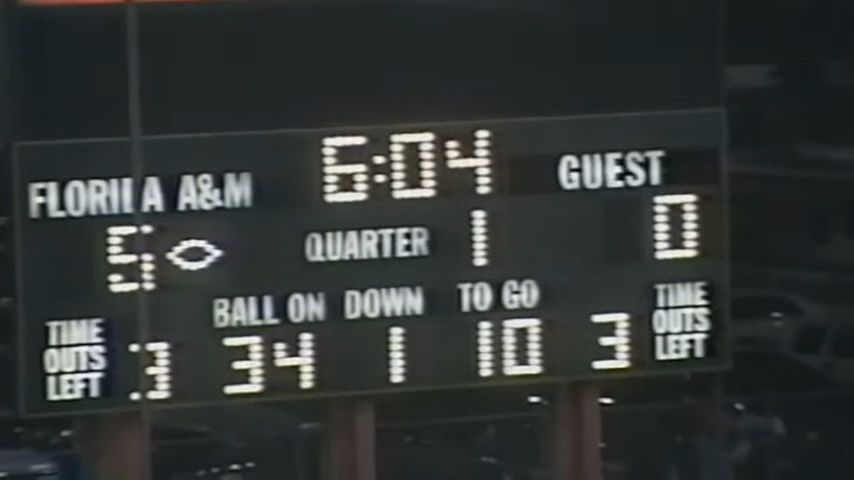 6:04
FLORIDA A&M GUEST
5 QUARTER 1 0
BALL ON DOWN TO GO
TIME OUTS LEFT 3 34 1 10 3 TIME OUTS LEFT